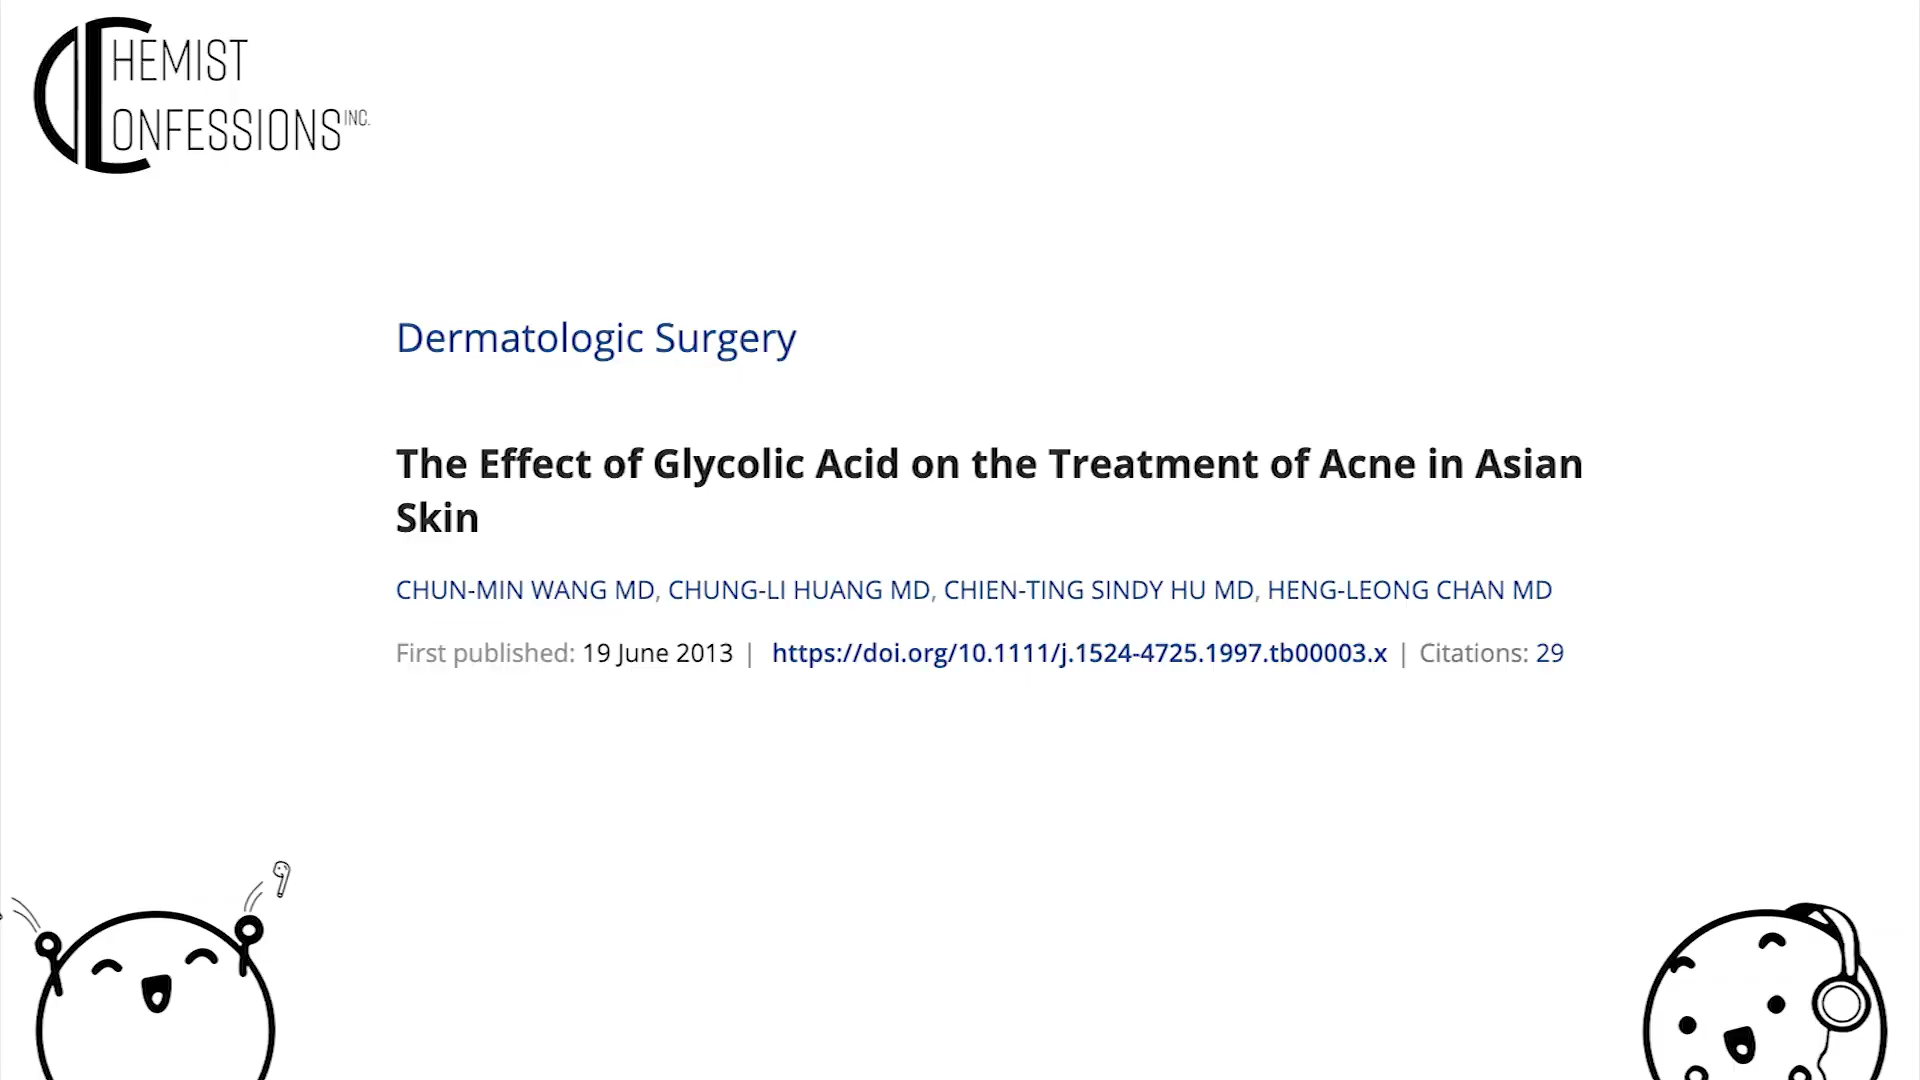 CHEMIST
CONFESSIONS INC.
Dermatologic Surgery
The Effect of Glycolic Acid on the Treatment of Acne in Asian
Skin
CHUN-MIN WANG MD, CHUNG-LI HUANG MD, CHIEN-TING SINDY HU MD, HENG-LEONG CHAN MD
First published: 19 June 2013 | https://doi.org/10.1111/j.1524-4725.1997.tb00003.x | Citations: 29